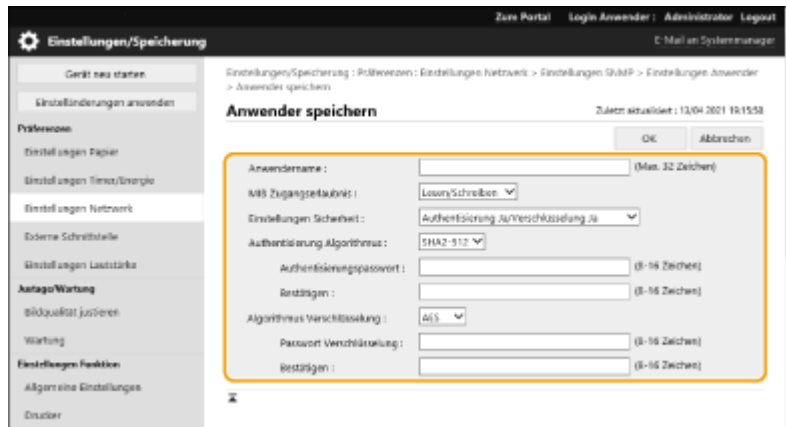 Zum Portal Login Anwender : Administrator Logout
Einstellungen/Speicherung
E-Mail an Systemmanager
Gerät neu starten
Einstelländerungen anwenden
Präferenzen
Einstellungen Papier
Einstellungen Timer/Energie
Einstellungen Netzwerk
Externe Schnittstelle
Einstellungen Lautstärke
Justage/Wartung
Bildqualität justieren
Wartung
Einstellungen Funktion
Allgemeine Einstellungen
Drucker
Einstellungen/Speicherung : Präferenzen : Einstellungen Netzwerk > Einstellungen SNMP > Einstellungen Anwender
> Anwender speichern
Anwender speichern
Zuletzt aktualisiert : 13/04 2021 19:15:58
OK Abbrechen
Anwendername : (Max. 32 Zeichen)
MIB Zugangserlaubnis : Lesen/Schreiben
Einstellungen Sicherheit : Authentisierung Ja/Verschlüsselung Ja
Authentisierung Algorithmus : SHA2-512
Authentisierungspasswort : (8-16 Zeichen)
Bestätigen : (8-16 Zeichen)
Algorithmus Verschlüsselung : AES
Passwort Verschlüsselung : (8-16 Zeichen)
Bestätigen : (8-16 Zeichen)